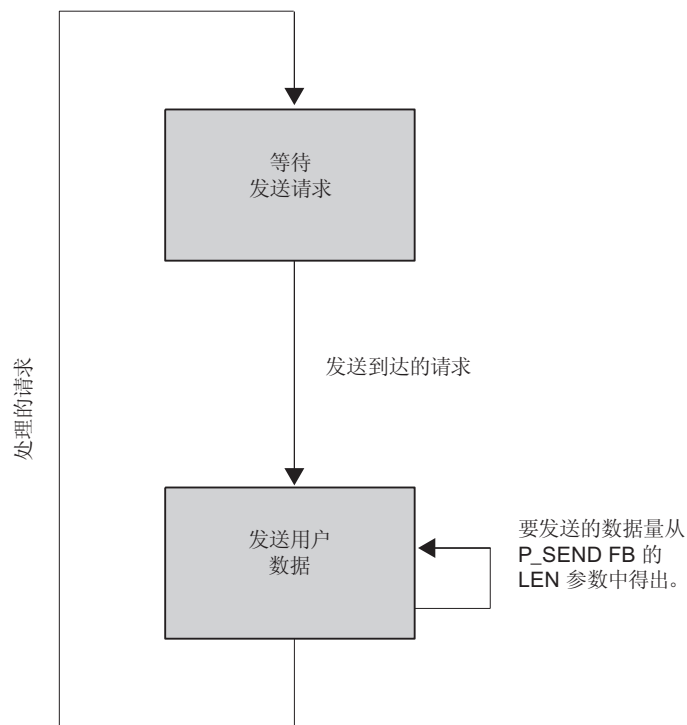 等待
发送请求
发送到达的请求
处理的请求
发送用户
数据
要发送的数据量从
P_SEND FB 的
LEN 参数中得出。